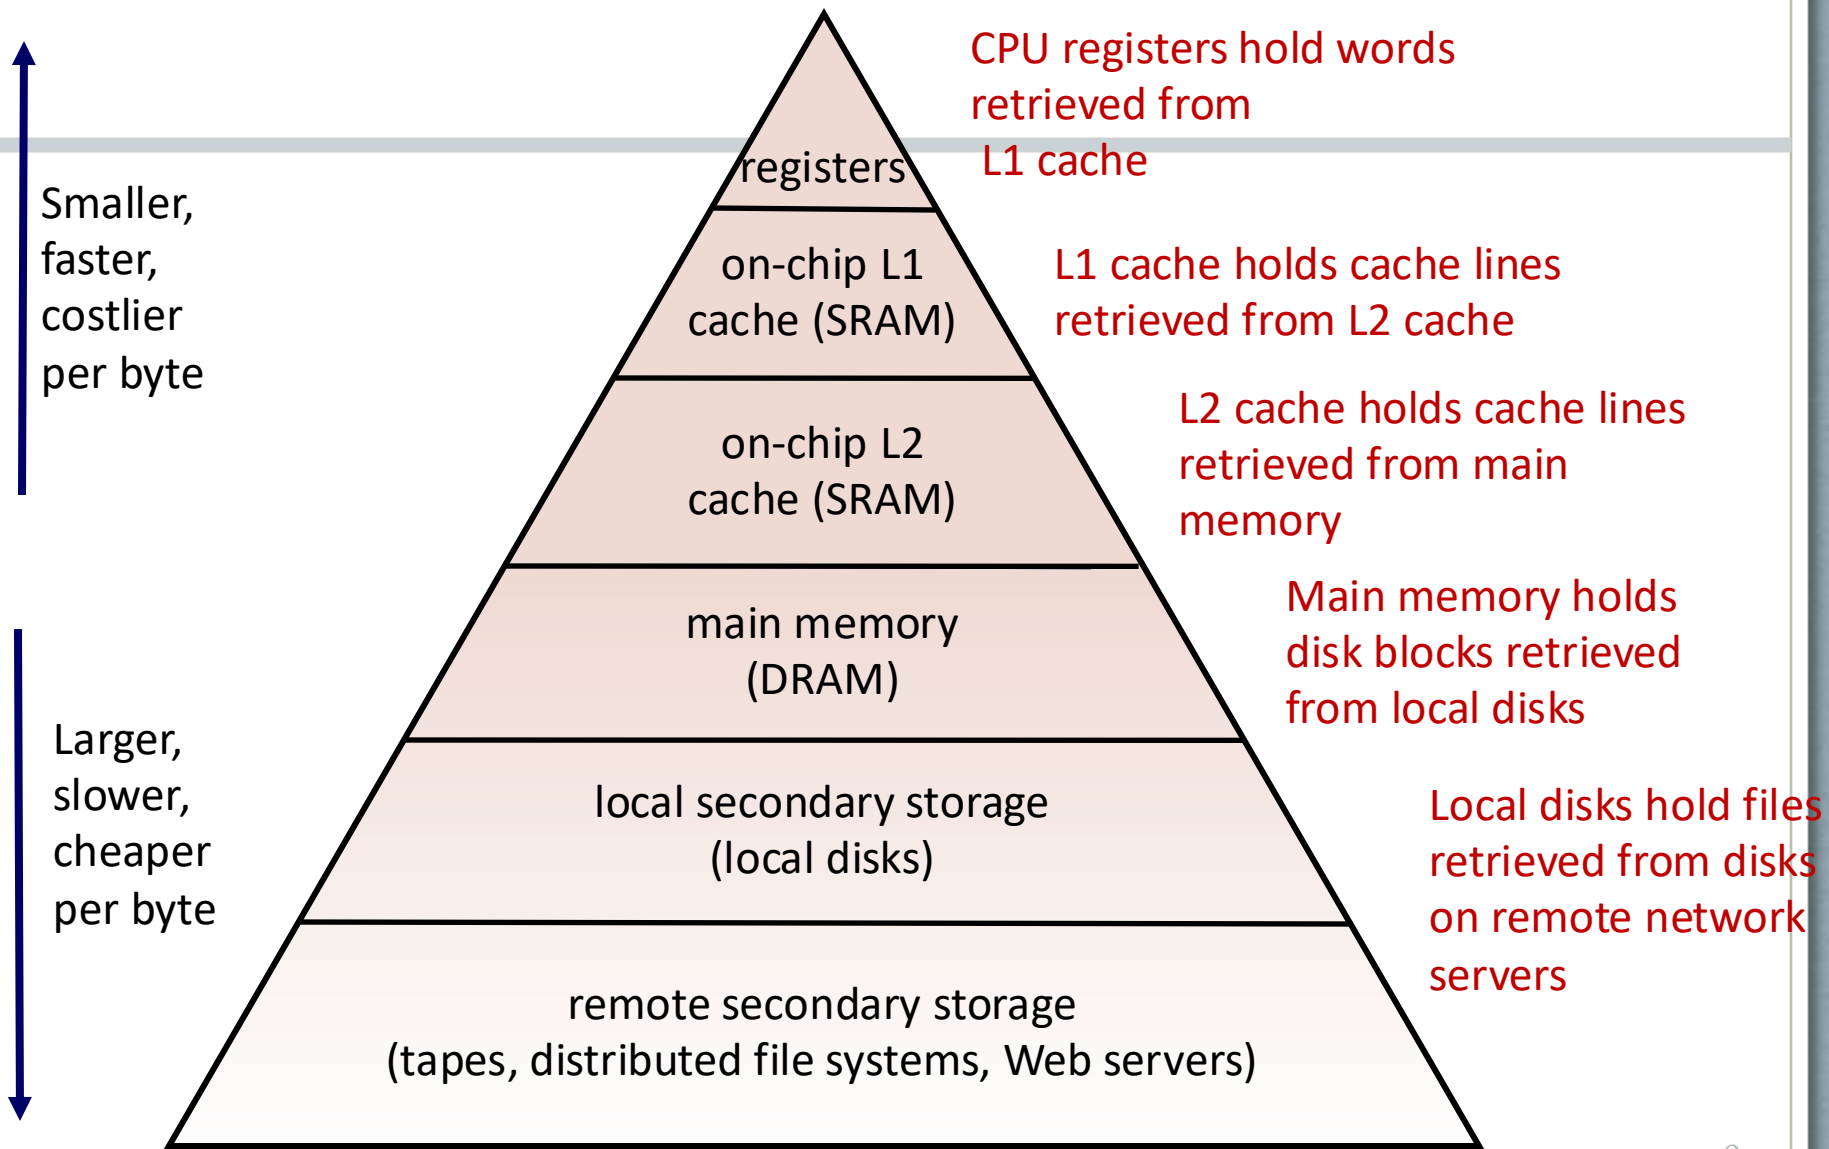 CPU registers hold words
retrieved from
L1 cache
registers
Smaller,
faster,
costlier
per byte
on-chip L1
cache (SRAM)
L1 cache holds cache lines
retrieved from L2 cache
on-chip L2
cache (SRAM)
L2 cache holds cache lines
retrieved from main
memory
main memory
(DRAM)
Main memory holds
disk blocks retrieved
from local disks
Larger,
slower,
cheaper
per byte
local secondary storage
(local disks)
Local disks hold files
retrieved from disks
on remote network
servers
remote secondary storage
(tapes, distributed file systems, Web servers)